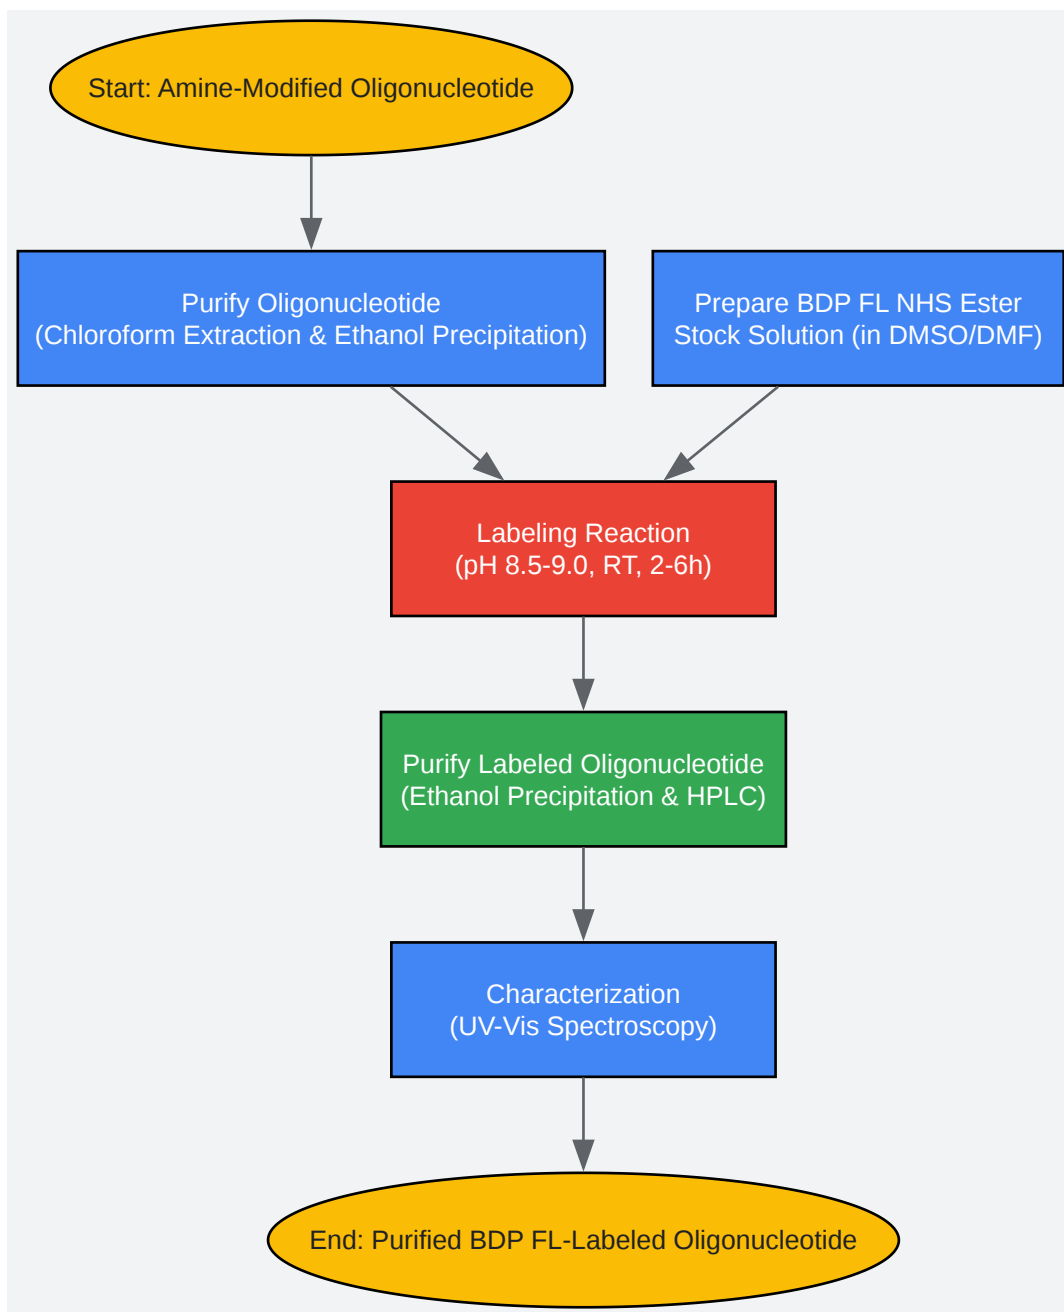 Start: Amine-Modified Oligonucleotide
Purify Oligonucleotide
(Chloroform Extraction & Ethanol Precipitation)
Prepare BDP FL NHS Ester
Stock Solution (in DMSO/DMF)
Labeling Reaction
(pH 8.5-9.0, RT, 2-6h)
Purify Labeled Oligonucleotide
(Ethanol Precipitation & HPLC)
Characterization
(UV-Vis Spectroscopy)
End: Purified BDP FL-Labeled Oligonucleotide